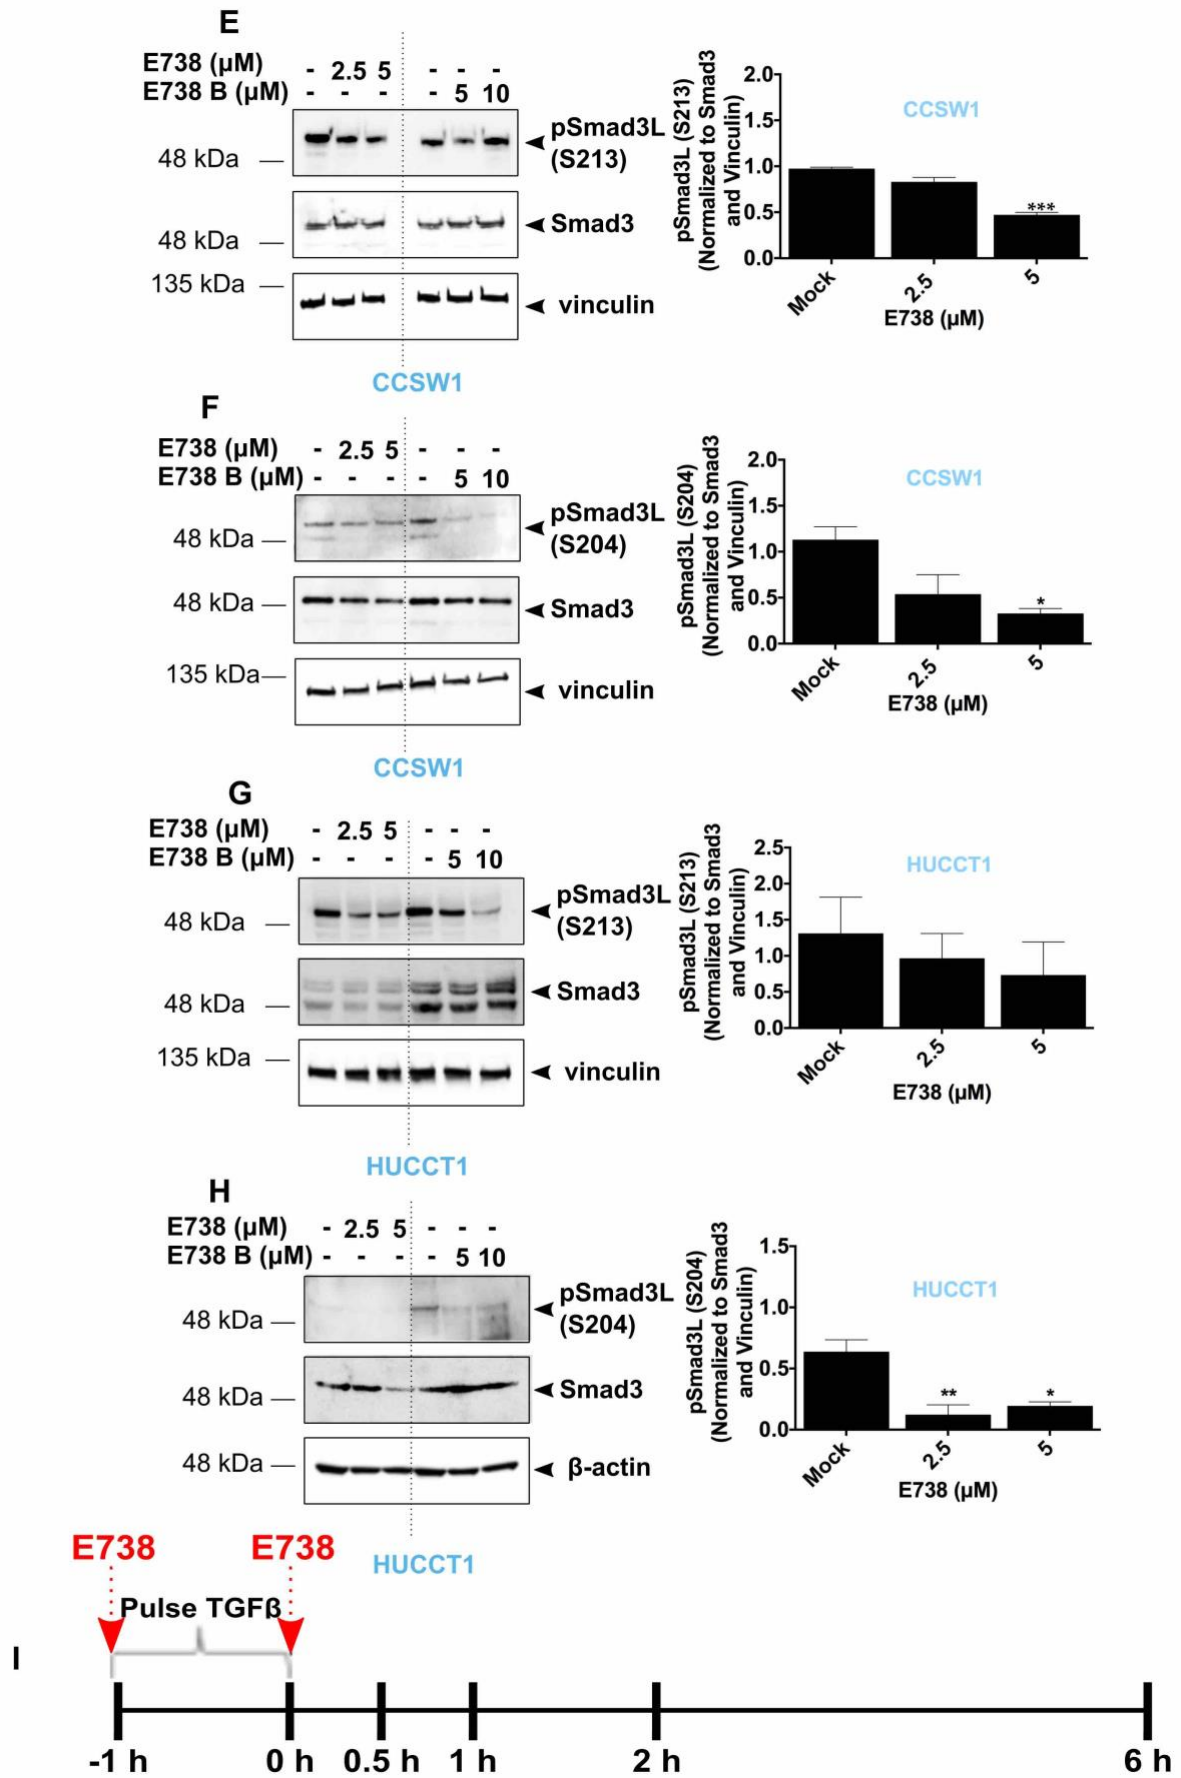 E
E738 (µM) - 2.5 5 - - -
E738 B (µM) - - - - 5 10
pSmad3L
(S213)
48 kDa
Smad3
48 kDa
135 kDa
vinculin
CCSW1
pSmad3L (S213)
(Normalized to Smad3
and Vinculin)
2.0
1.5
1.0
0.5
0.0
CCSW1
***
Mock 2.5 5
E738 (µM)
F
E738 (µM) - 2.5 5 - - -
E738 B (µM) - - - - 5 10
pSmad3L
(S204)
48 kDa
48 kDa
Smad3
135 kDa
vinculin
CCSW1
pSmad3L (S204)
(Normalized to Smad3
and Vinculin)
2.0
1.5
1.0
0.5
0.0
CCSW1
*
Mock 2.5 5
E738 (µM)
G
E738 (µM) - 2.5 5 - - -
E738 B (µM) - - - - 5 10
pSmad3L
(S213)
48 kDa
Smad3
48 kDa
135 kDa
vinculin
HUCCT1
pSmad3L (S213)
(Normalized to Smad3
and Vinculin)
2.5
2.0
1.5
1.0
0.5
0.0
HUCCT1
Mock 2.5 5
E738 (µM)
H
E738 (µM) - 2.5 5 - - -
E738 B (µM) - - - - 5 10
pSmad3L
(S204)
48 kDa
Smad3
48 kDa
48 kDa
β-actin
HUCCT1
pSmad3L (S204)
(Normalized to Smad3
and Vinculin)
1.5
1.0
0.5
0.0
HUCCT1
** *
Mock 2.5 5
E738 (µM)
E738 E738
Pulse TGFβ
I
-1 h 0 h 0.5 h 1 h 2 h 6 h